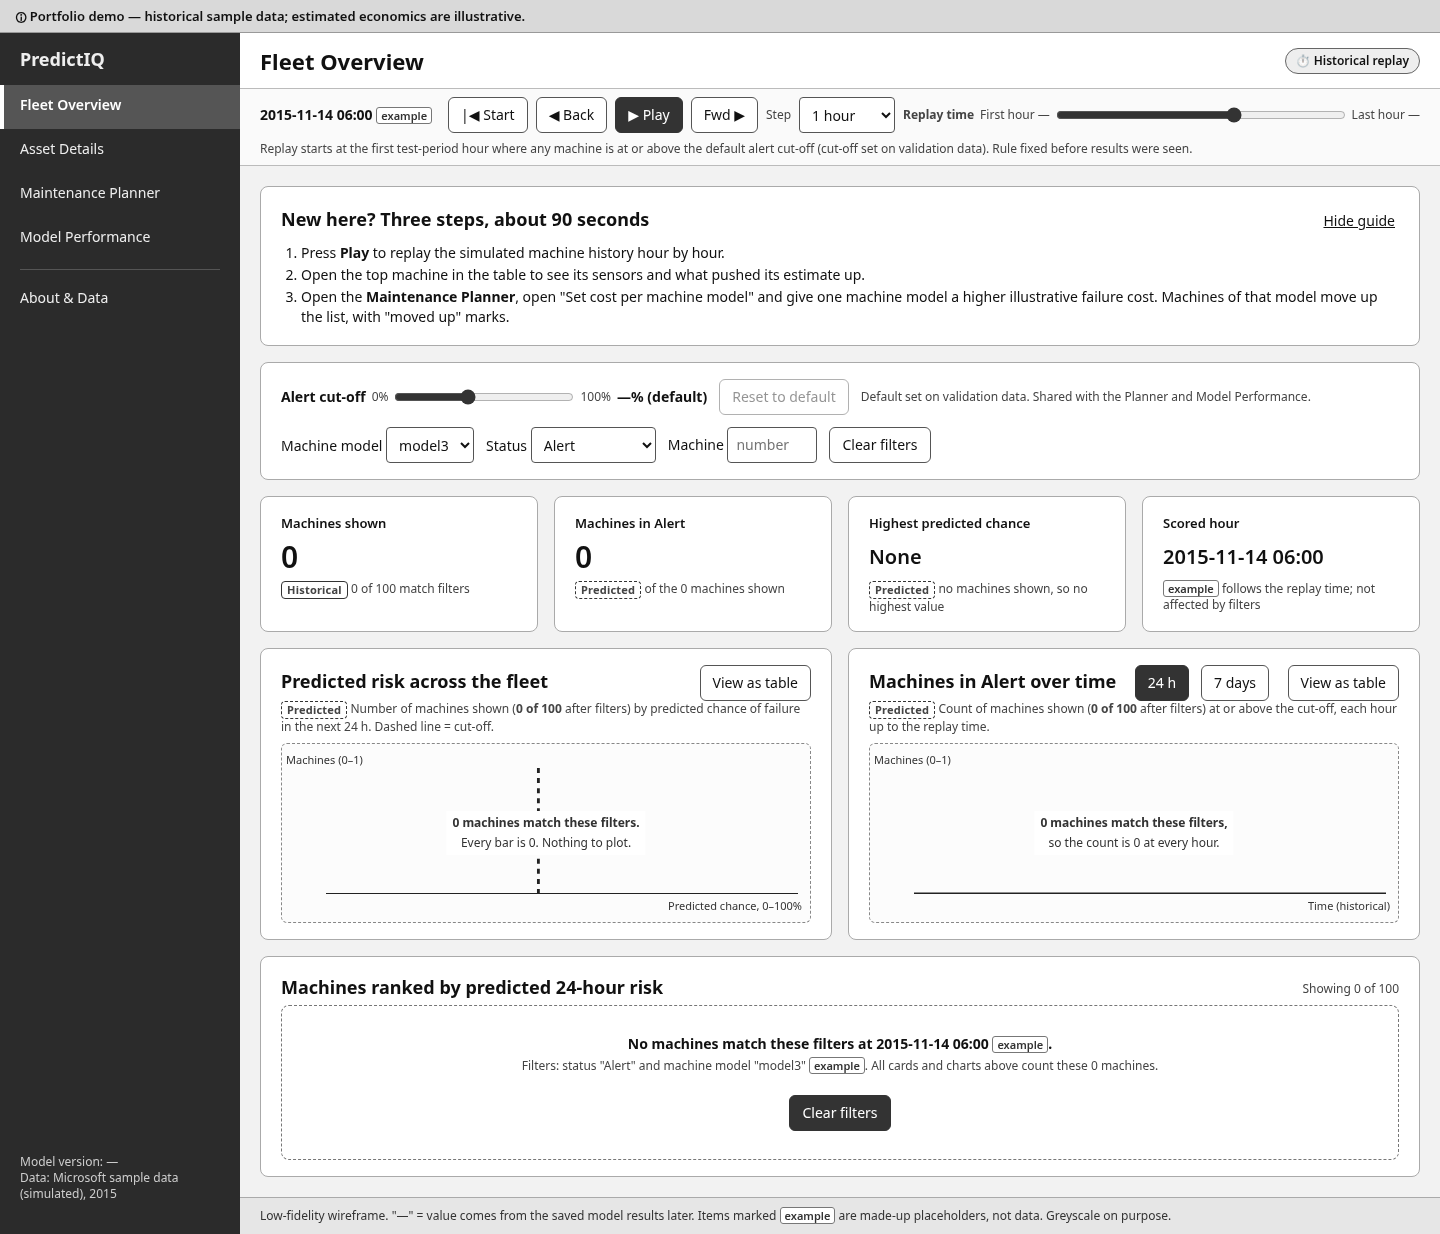 ⓘ Portfolio demo — historical sample data; estimated economics are illustrative.
PredictIQ
Fleet Overview
Asset Details
Maintenance Planner
Model Performance
About & Data
Model version: —
Data: Microsoft sample data
(simulated), 2015
Fleet Overview
⏱ Historical replay
2015-11-14 06:00 example |◀ Start ◀ Back ▶ Play Fwd ▶ Step 1 hour Replay time First hour — Last hour —
Replay starts at the first test-period hour where any machine is at or above the default alert cut-off (cut-off set on validation data). Rule fixed before results were seen.
New here? Three steps, about 90 seconds
Hide guide
1. Press Play to replay the simulated machine history hour by hour.
2. Open the top machine in the table to see its sensors and what pushed its estimate up.
3. Open the Maintenance Planner, open "Set cost per machine model" and give one machine model a higher illustrative failure cost. Machines of that model move up
the list, with "moved up" marks.
Alert cut-off 0% 100% —% (default) Reset to default Default set on validation data. Shared with the Planner and Model Performance.
Machine model model3 Status Alert Machine number Clear filters
Machines shown
0
Historical 0 of 100 match filters
Machines in Alert
0
Predicted of the 0 machines shown
Highest predicted chance
None
Predicted no machines shown, so no
highest value
Scored hour
2015-11-14 06:00
example follows the replay time; not
affected by filters
Predicted risk across the fleet
View as table
Predicted Number of machines shown (0 of 100 after filters) by predicted chance of failure
in the next 24 h. Dashed line = cut-off.
Machines (0–1)
0 machines match these filters.
Every bar is 0. Nothing to plot.
Predicted chance, 0–100%
Machines in Alert over time
24 h 7 days View as table
Predicted Count of machines shown (0 of 100 after filters) at or above the cut-off, each hour
up to the replay time.
Machines (0–1)
0 machines match these filters,
so the count is 0 at every hour.
Time (historical)
Machines ranked by predicted 24-hour risk
Showing 0 of 100
No machines match these filters at 2015-11-14 06:00 example.
Filters: status "Alert" and machine model "model3" example. All cards and charts above count these 0 machines.
Clear filters
Low-fidelity wireframe. "—" = value comes from the saved model results later. Items marked example are made-up placeholders, not data. Greyscale on purpose.